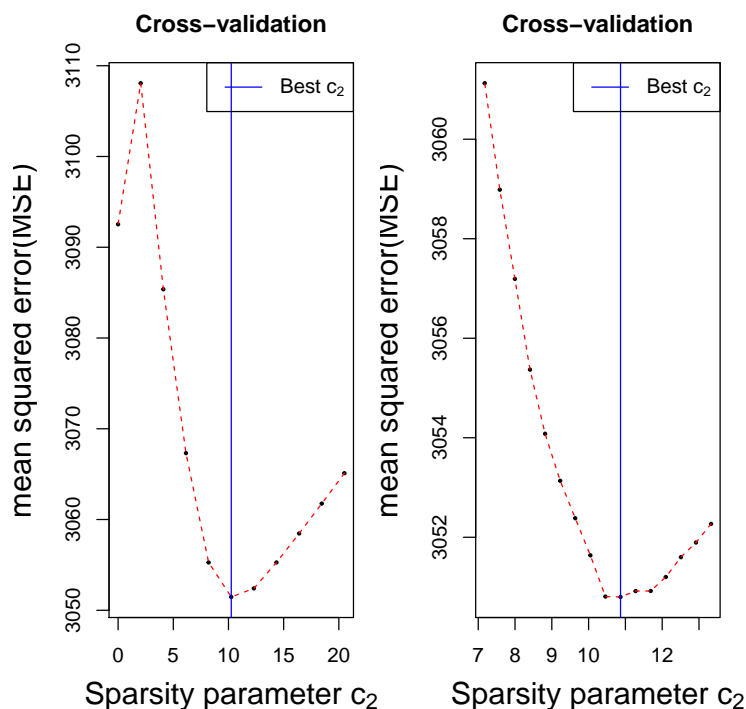 Cross−validation
mean squared error(MSE)
3110
3100
3090
3080
3070
3060
3050
Best c2
0 5 10 15 20
Sparsity parameter c2
Cross−validation
mean squared error(MSE)
3060
3058
3056
3054
3052
Best c2
7 8 9 10 12
Sparsity parameter c2